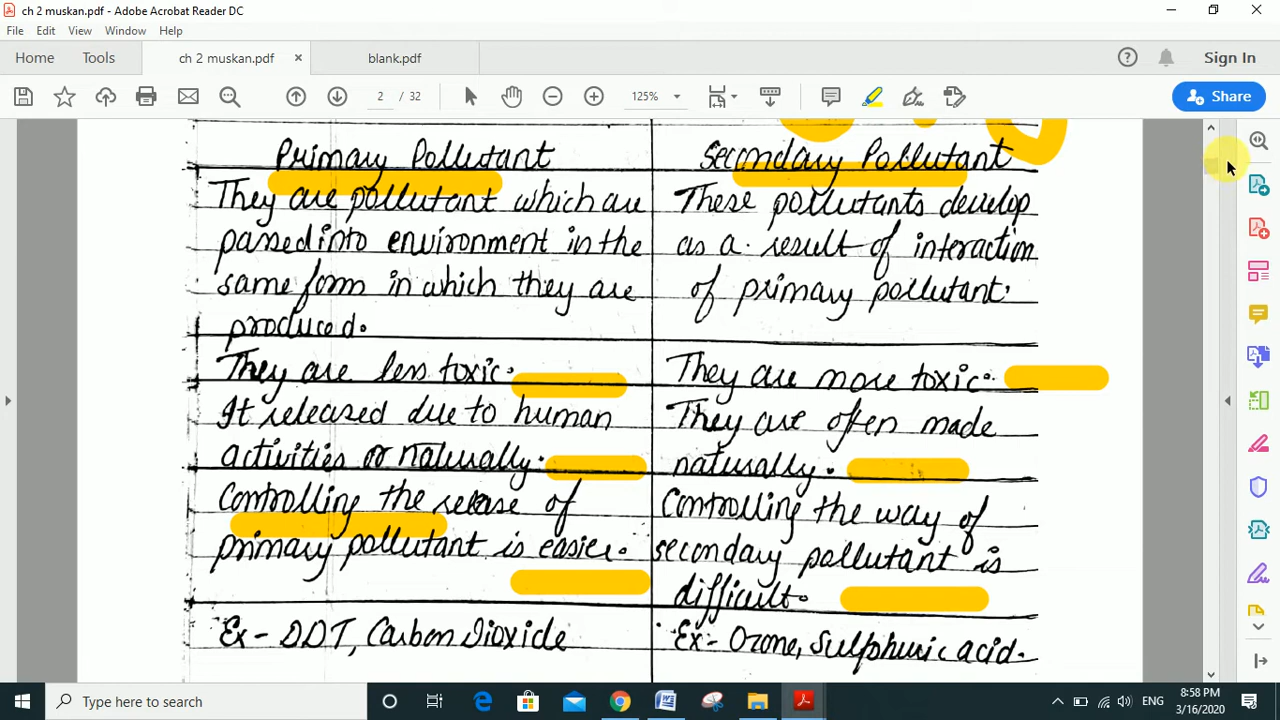 ch 2 muskan.pdf - Adobe Acrobat Reader DC
File Edit View Window Help
Home Tools ch 2 muskan.pdf × blank.pdf Sign In
2 / 32 125% Share
Primary Pollutant
They are pollutant which are
passed into environment in the
same form in which they are
produced.
They are less toxic.
It released due to human
activities or naturally.
Controlling the release of
primary pollutant is easier.
Ex- DDT, Carbon Dioxide
Secondary Pollutant
These pollutants develop
as a result of interaction
of primary pollutant.
They are more toxic.
They are often made
naturally.
Controlling the way of
secondary pollutant is
difficult.
Ex- Ozone, Sulphuric acid.
Type here to search
ENG
8:58 PM
3/16/2020